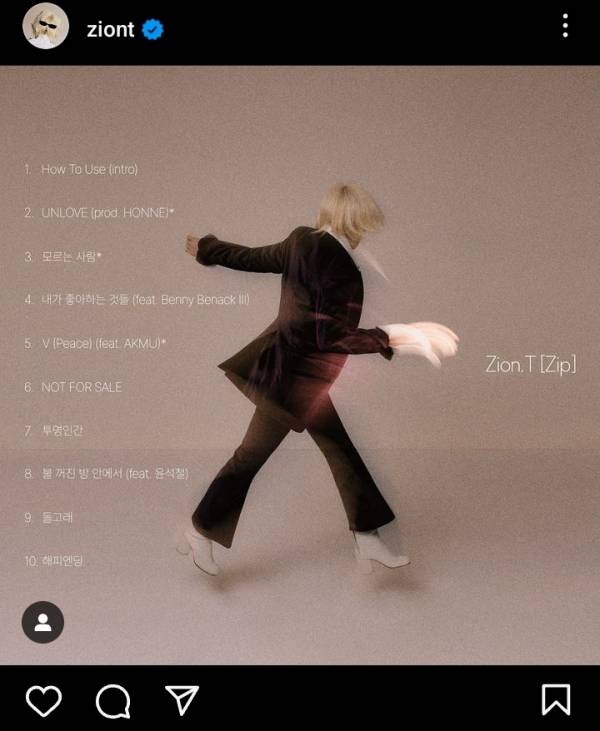 ziont
1. How To Use (intro)
2. UNLOVE (prod. HONNE)*
3. 모르는 사람*
4. 내가 좋아하는 것들 (feat. Benny Benack III)
5. V (Peace) (feat. AKMU)*
Zion.T [Zip]
6. NOT FOR SALE
7. 투명인간
8. 불 꺼진 방 안에서 (feat. 윤석철)
9. 돌고래
10. 해피엔딩